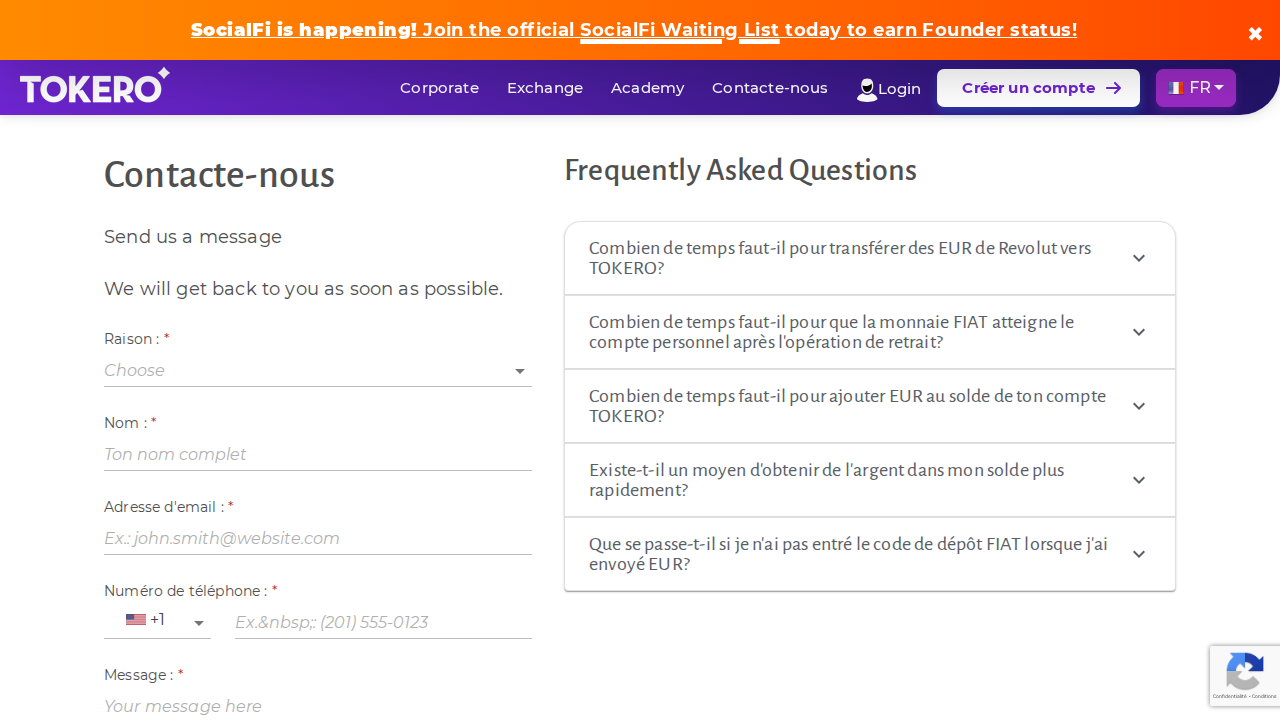 SocialFi is happening! Join the official SocialFi Waiting List today to earn Founder status!
✖
TOKERO
Corporate
Exchange
Academy
Contacte-nous
Login
Créer un compte
FR
Contacte-nous
Send us a message
We will get back to you as soon as possible.
Raison : *
Choose
Nom : *
Ton nom complet
Adresse d'email : *
Ex.: john.smith@website.com
Numéro de téléphone : *
+1
Ex.&nbsp;: (201) 555-0123
Message : *
Your message here
Frequently Asked Questions
Combien de temps faut-il pour transférer des EUR de Revolut vers
TOKERO?
Combien de temps faut-il pour que la monnaie FIAT atteigne le
compte personnel après l'opération de retrait?
Combien de temps faut-il pour ajouter EUR au solde de ton compte
TOKERO?
Existe-t-il un moyen d'obtenir de l'argent dans mon solde plus
rapidement?
Que se passe-t-il si je n'ai pas entré le code de dépôt FIAT lorsque j'ai
envoyé EUR?
Confidentialité • Conditions